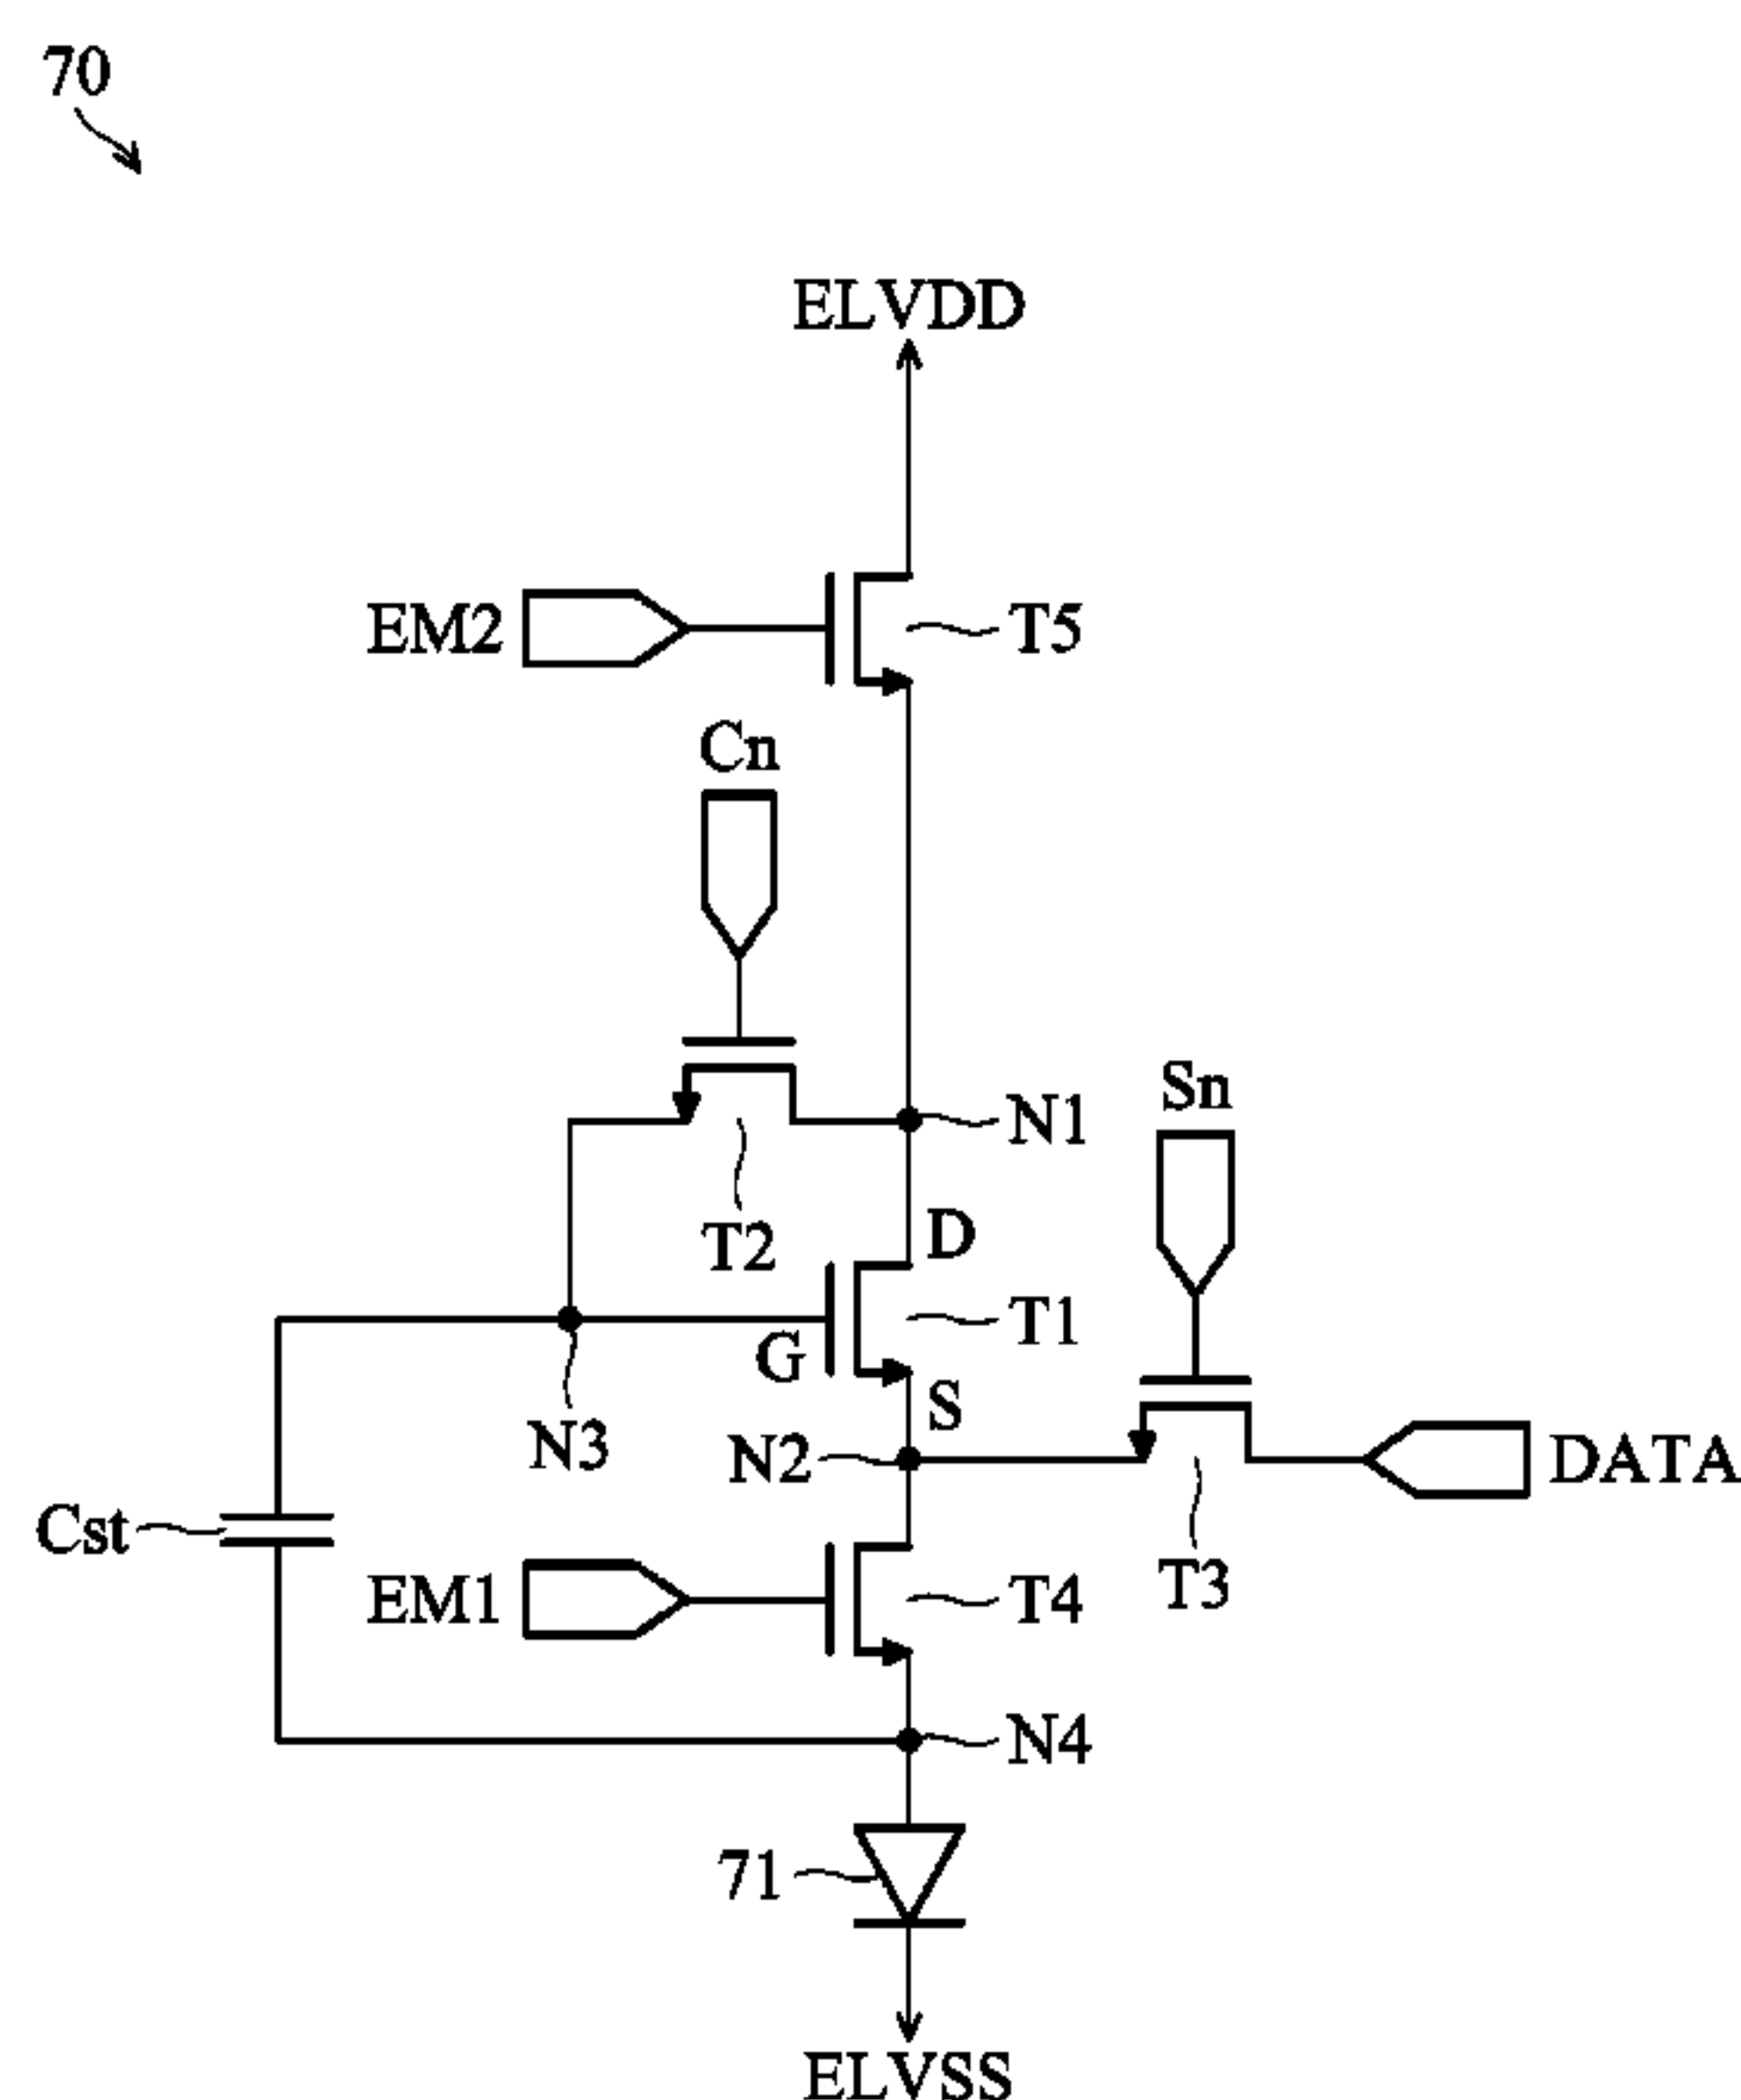 70
ELVDD
EM2
T5
Cn
Sn
N1
T2
D
T1
G
S
N3
N2
DATA
Cst
EM1
T4
T3
N4
71
ELVSS